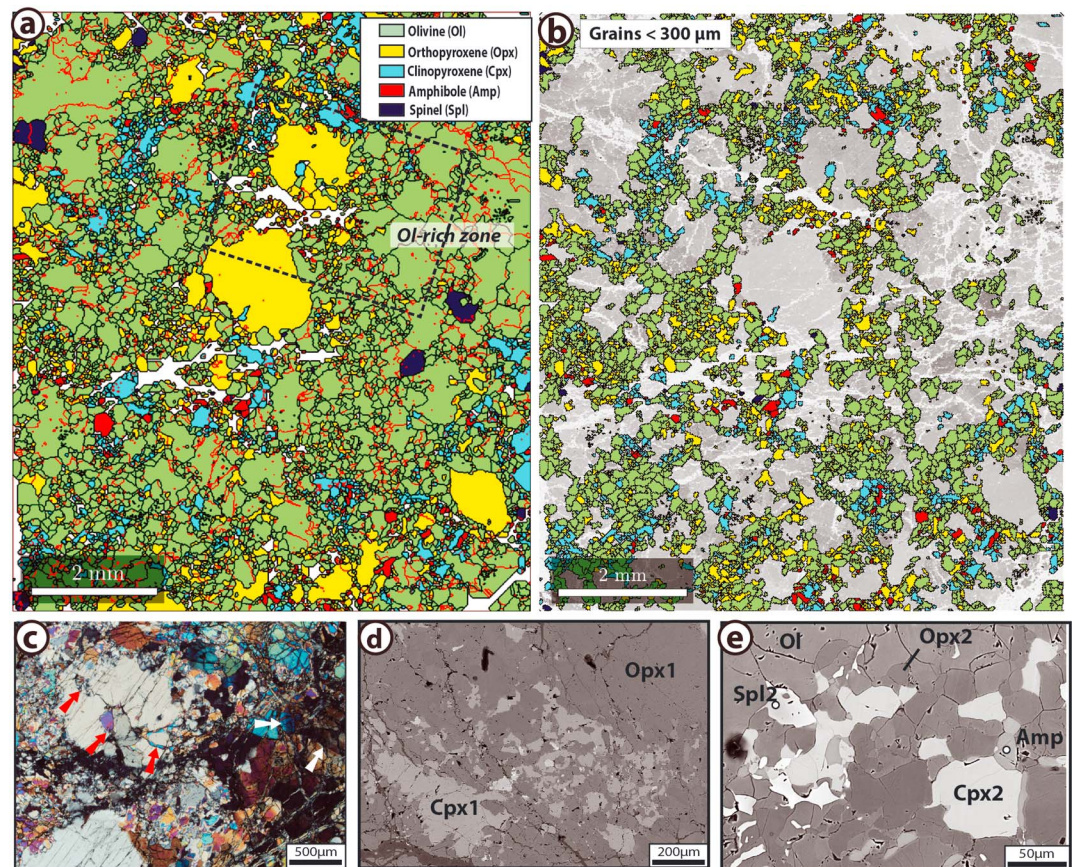 a
Olivine (Ol)
Orthopyroxene (Opx)
Clinopyroxene (Cpx)
Amphibole (Amp)
Spinel (Spl)
Ol-rich zone
2 mm
b
Grains < 300 µm
2 mm
c
500µm
d
Opx1
Cpx1
200µm
e
Ol
Opx2
Spl2
Amp
Cpx2
50µm